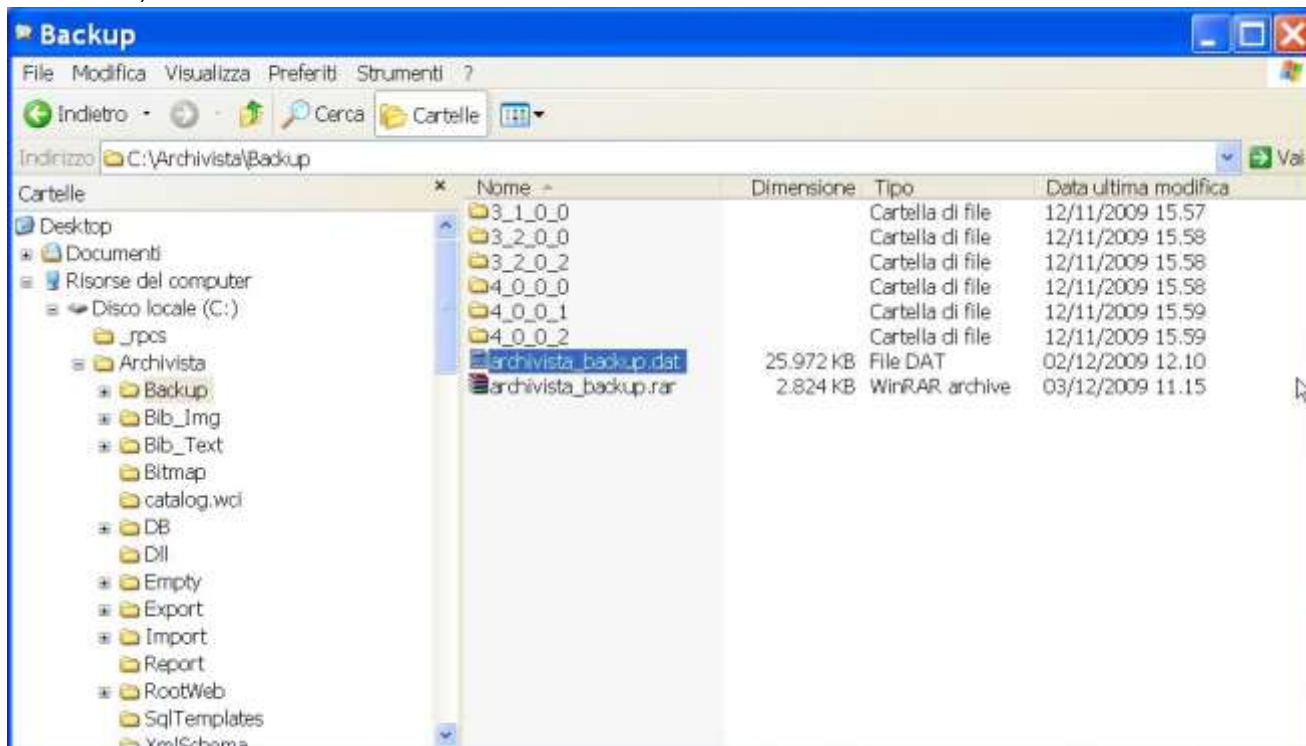 Backup
File Modifica Visualizza Preferiti Strumenti ?
Indietro Cerca Cartelle
Indirizzo C:\Archivista\Backup Vai
Cartelle
Desktop
Documenti
Risorse del computer
Disco locale (C:)
_rpcs
Archivista
Backup
Bib_Img
Bib_Text
Bitmap
catalog.wci
DB
Dll
Empty
Export
Import
Report
RootWeb
SqlTemplates
XmlSchema
Nome Dimensione Tipo Data ultima modifica
3_1_0_0 Cartella di file 12/11/2009 15.57
3_2_0_0 Cartella di file 12/11/2009 15.58
3_2_0_2 Cartella di file 12/11/2009 15.58
4_0_0_0 Cartella di file 12/11/2009 15.58
4_0_0_1 Cartella di file 12/11/2009 15.59
4_0_0_2 Cartella di file 12/11/2009 15.59
archivista_backup.dat 25.972 KB File DAT 02/12/2009 12.10
archivista_backup.rar 2.824 KB WinRAR archive 03/12/2009 11.15